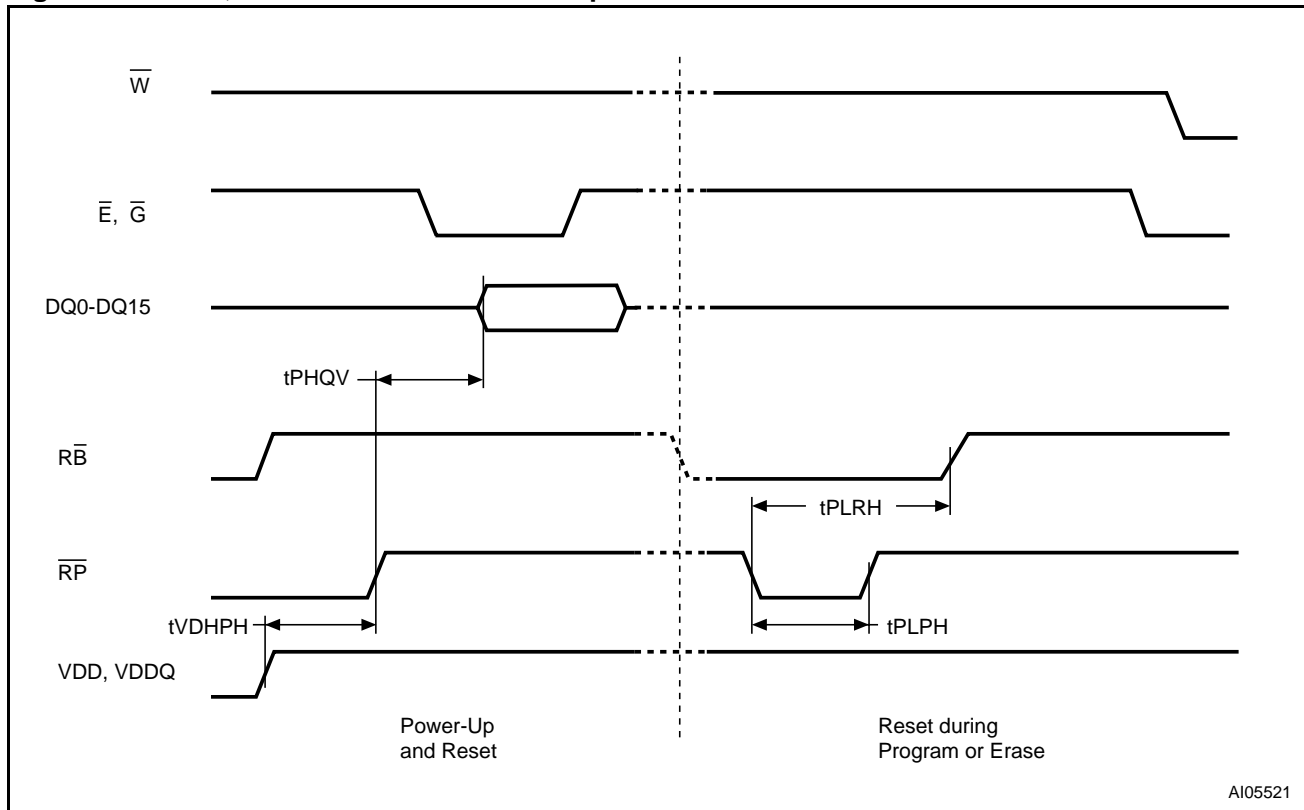 W̅
E̅, G̅
DQ0-DQ15
tPHQV
RB̅
tPLRH
R̅P̅
tVDHPH
tPLPH
VDD, VDDQ
Power-Up
and Reset
Reset during
Program or Erase
AI05521